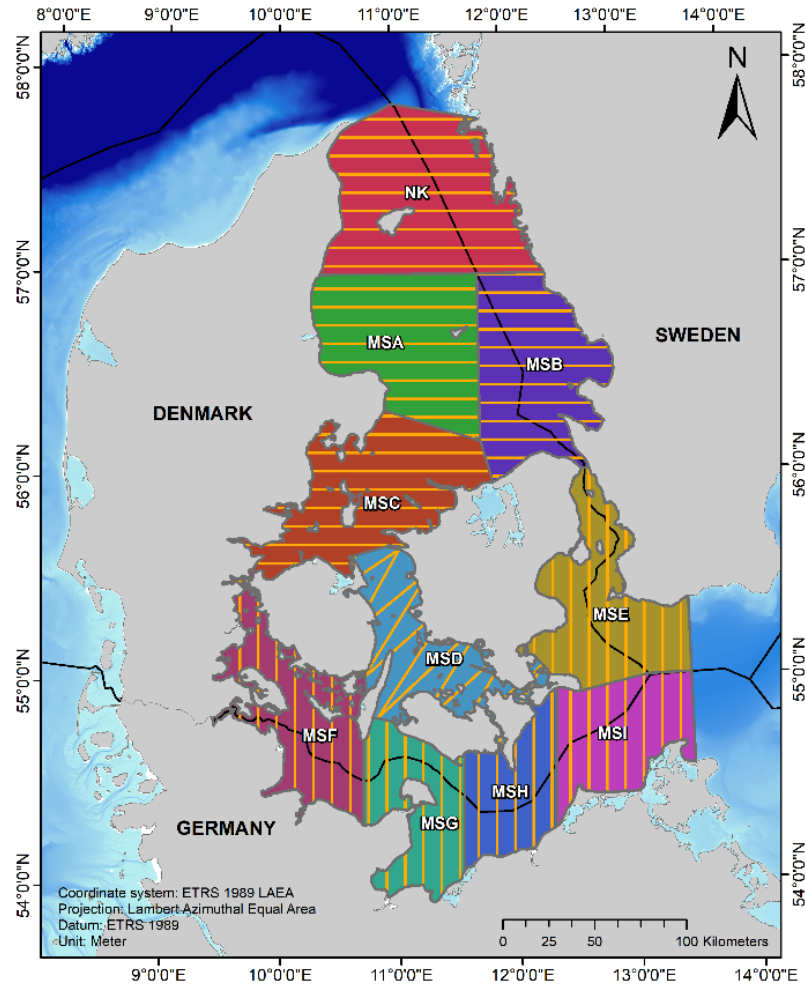 8°0'0"E 9°0'0"E 10°0'0"E 11°0'0"E 12°0'0"E 13°0'0"E 14°0'0"E
58°0'0"N 58°0'0"N
N
NK
57°0'0"N 57°0'0"N
SWEDEN
MSA
MSB
DENMARK
56°0'0"N 56°0'0"N
MSC
MSE
MSD
55°0'0"N 55°0'0"N
MSF
MSI
MSH
MSG
GERMANY
54°0'0"N 54°0'0"N
Coordinate system: ETRS 1989 LAEA
Projection: Lambert Azimuthal Equal Area
Datum: ETRS 1989
Unit: Meter
0 25 50 100 Kilometers
9°0'0"E 10°0'0"E 11°0'0"E 12°0'0"E 13°0'0"E